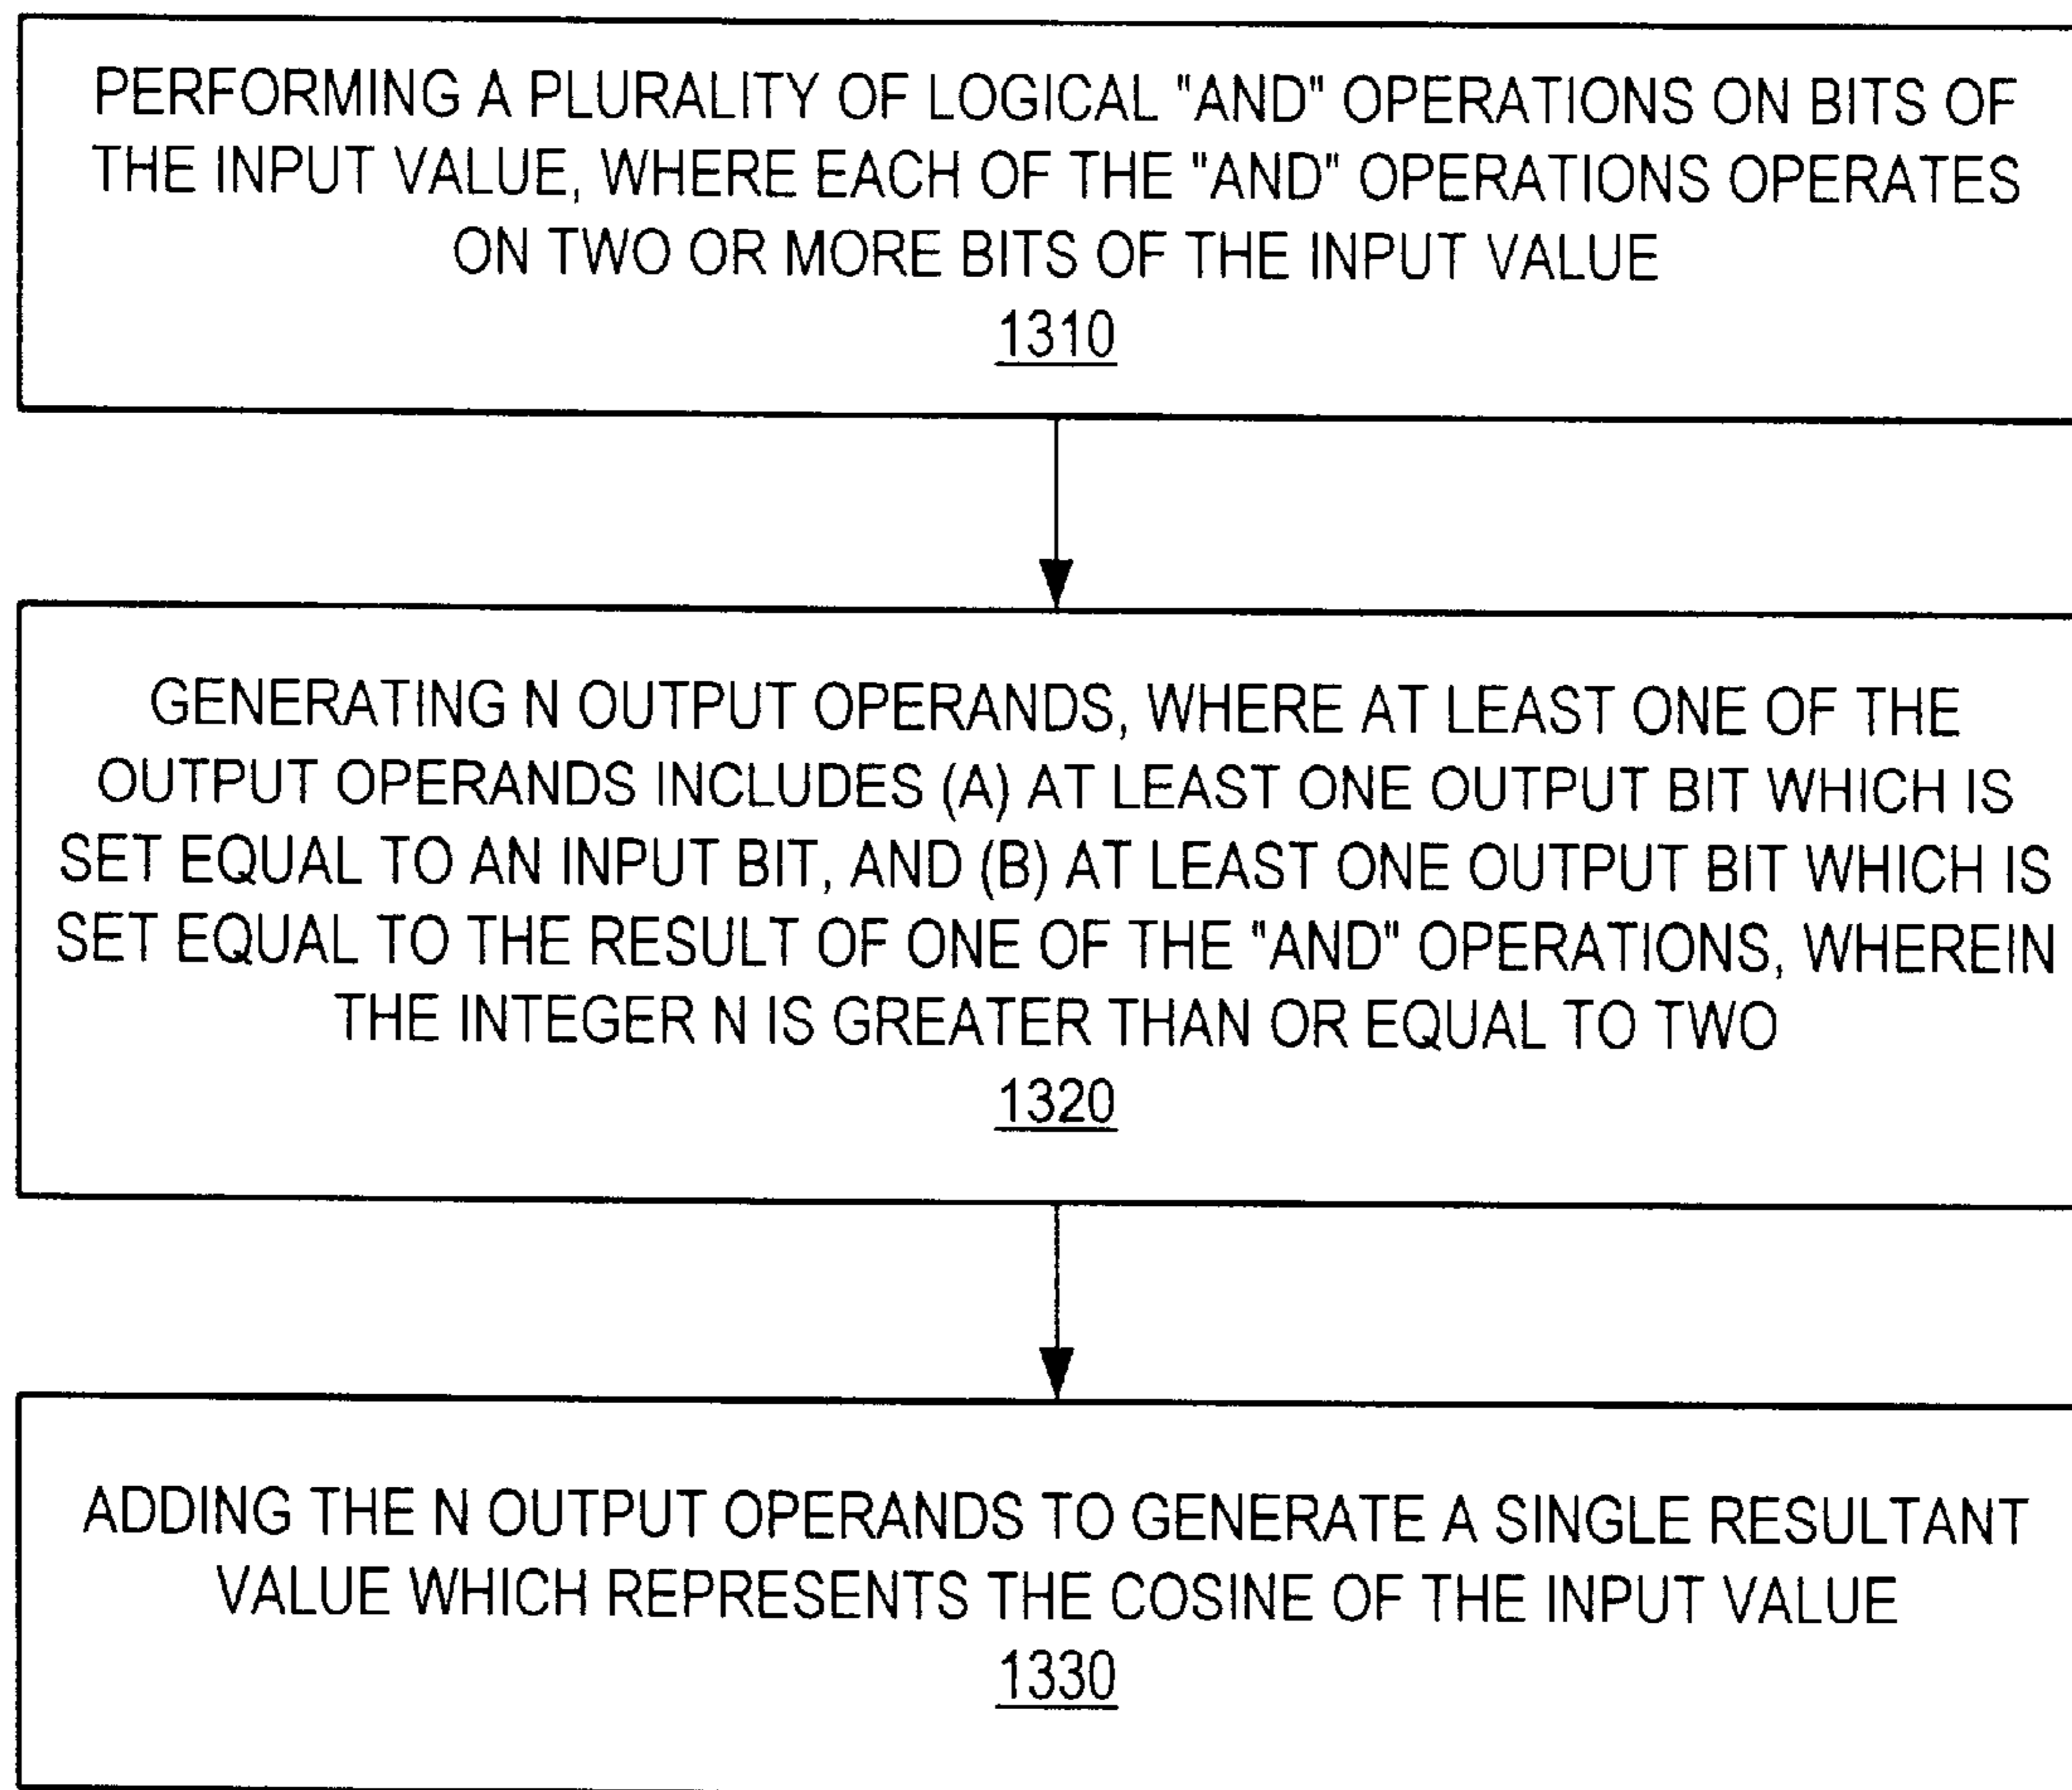 PERFORMING A PLURALITY OF LOGICAL "AND" OPERATIONS ON BITS OF
THE INPUT VALUE, WHERE EACH OF THE "AND" OPERATIONS OPERATES
ON TWO OR MORE BITS OF THE INPUT VALUE
1310
GENERATING N OUTPUT OPERANDS, WHERE AT LEAST ONE OF THE
OUTPUT OPERANDS INCLUDES (A) AT LEAST ONE OUTPUT BIT WHICH IS
SET EQUAL TO AN INPUT BIT, AND (B) AT LEAST ONE OUTPUT BIT WHICH IS
SET EQUAL TO THE RESULT OF ONE OF THE "AND" OPERATIONS, WHEREIN
THE INTEGER N IS GREATER THAN OR EQUAL TO TWO
1320
ADDING THE N OUTPUT OPERANDS TO GENERATE A SINGLE RESULTANT
VALUE WHICH REPRESENTS THE COSINE OF THE INPUT VALUE
1330